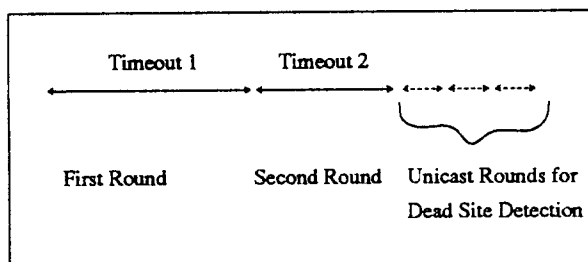 Timeout 1 Timeout 2
First Round Second Round Unicast Rounds for
Dead Site Detection